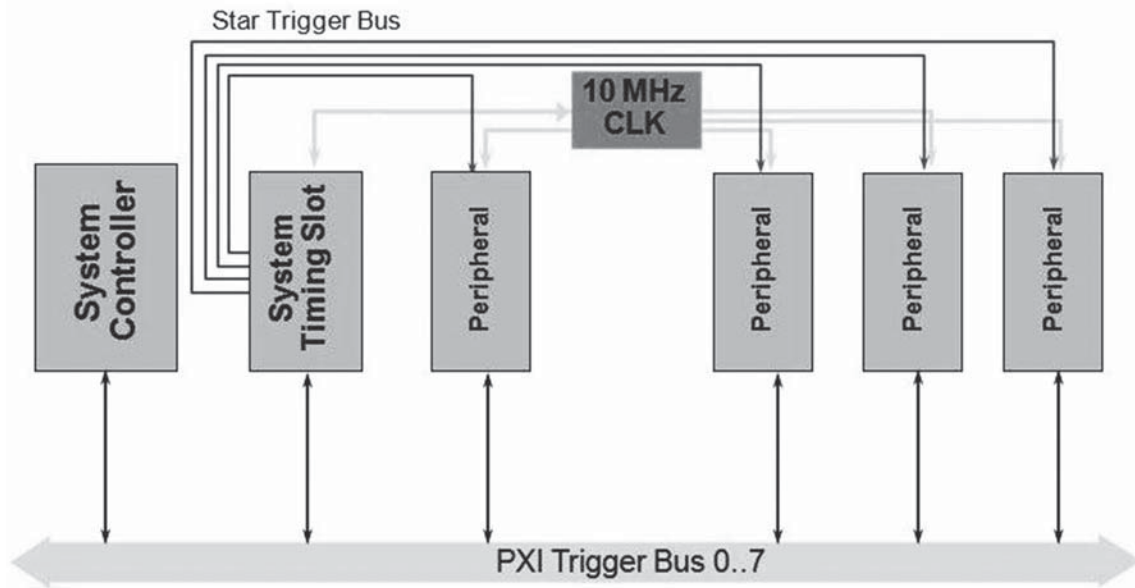 Star Trigger Bus
10 MHz
CLK
System
Controller
System
Timing Slot
Peripheral
Peripheral
Peripheral
Peripheral
PXI Trigger Bus 0..7